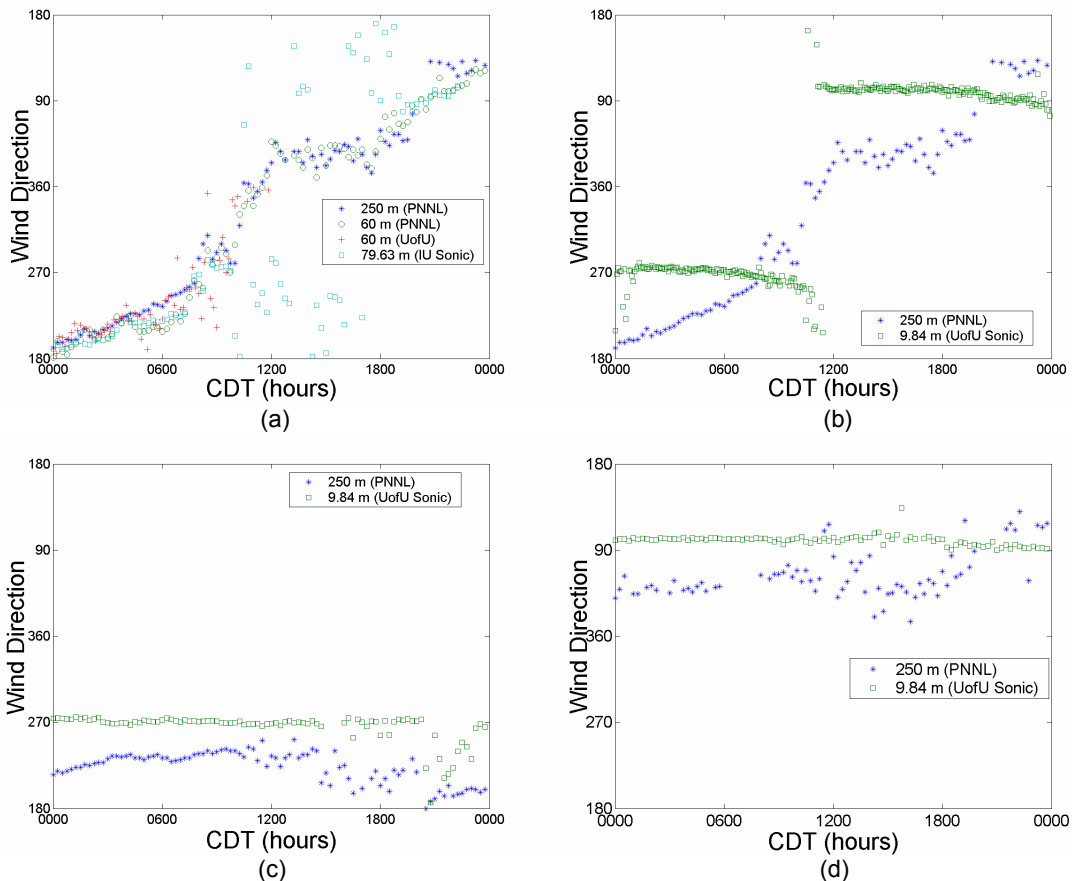 180
90
360
270
180
Wind Direction
250 m (PNNL)
60 m (PNNL)
60 m (UofU)
79.63 m (IU Sonic)
0000
0600
1200
1800
0000
CDT (hours)
(a)
180
90
360
270
180
Wind Direction
250 m (PNNL)
9.84 m (UofU Sonic)
0000
0600
1200
1800
0000
CDT (hours)
(b)
180
90
360
270
180
Wind Direction
250 m (PNNL)
9.84 m (UofU Sonic)
0000
0600
1200
1800
0000
CDT (hours)
(c)
180
90
360
270
180
Wind Direction
250 m (PNNL)
9.84 m (UofU Sonic)
0000
0600
1200
1800
0000
CDT (hours)
(d)